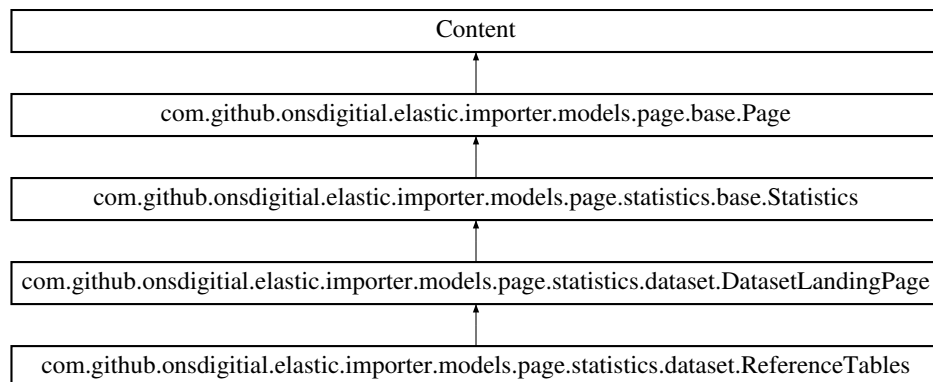 Content
com.github.onsdigitial.elastic.importer.models.page.base.Page
com.github.onsdigitial.elastic.importer.models.page.statistics.base.Statistics
com.github.onsdigitial.elastic.importer.models.page.statistics.dataset.DatasetLandingPage
com.github.onsdigitial.elastic.importer.models.page.statistics.dataset.ReferenceTables